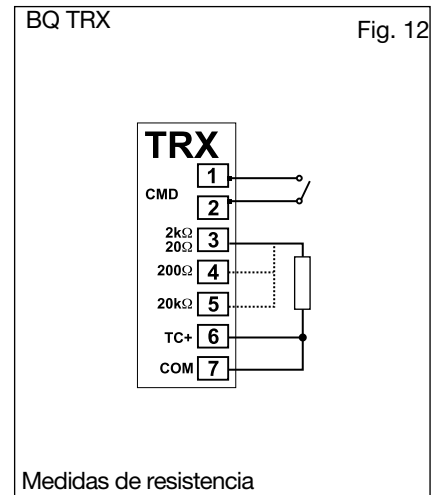 BQ TRX
Fig. 12
TRX
1
CMD
2
2kΩ
20Ω
3
200Ω 4
20kΩ 5
TC+ 6
COM 7
Medidas de resistencia